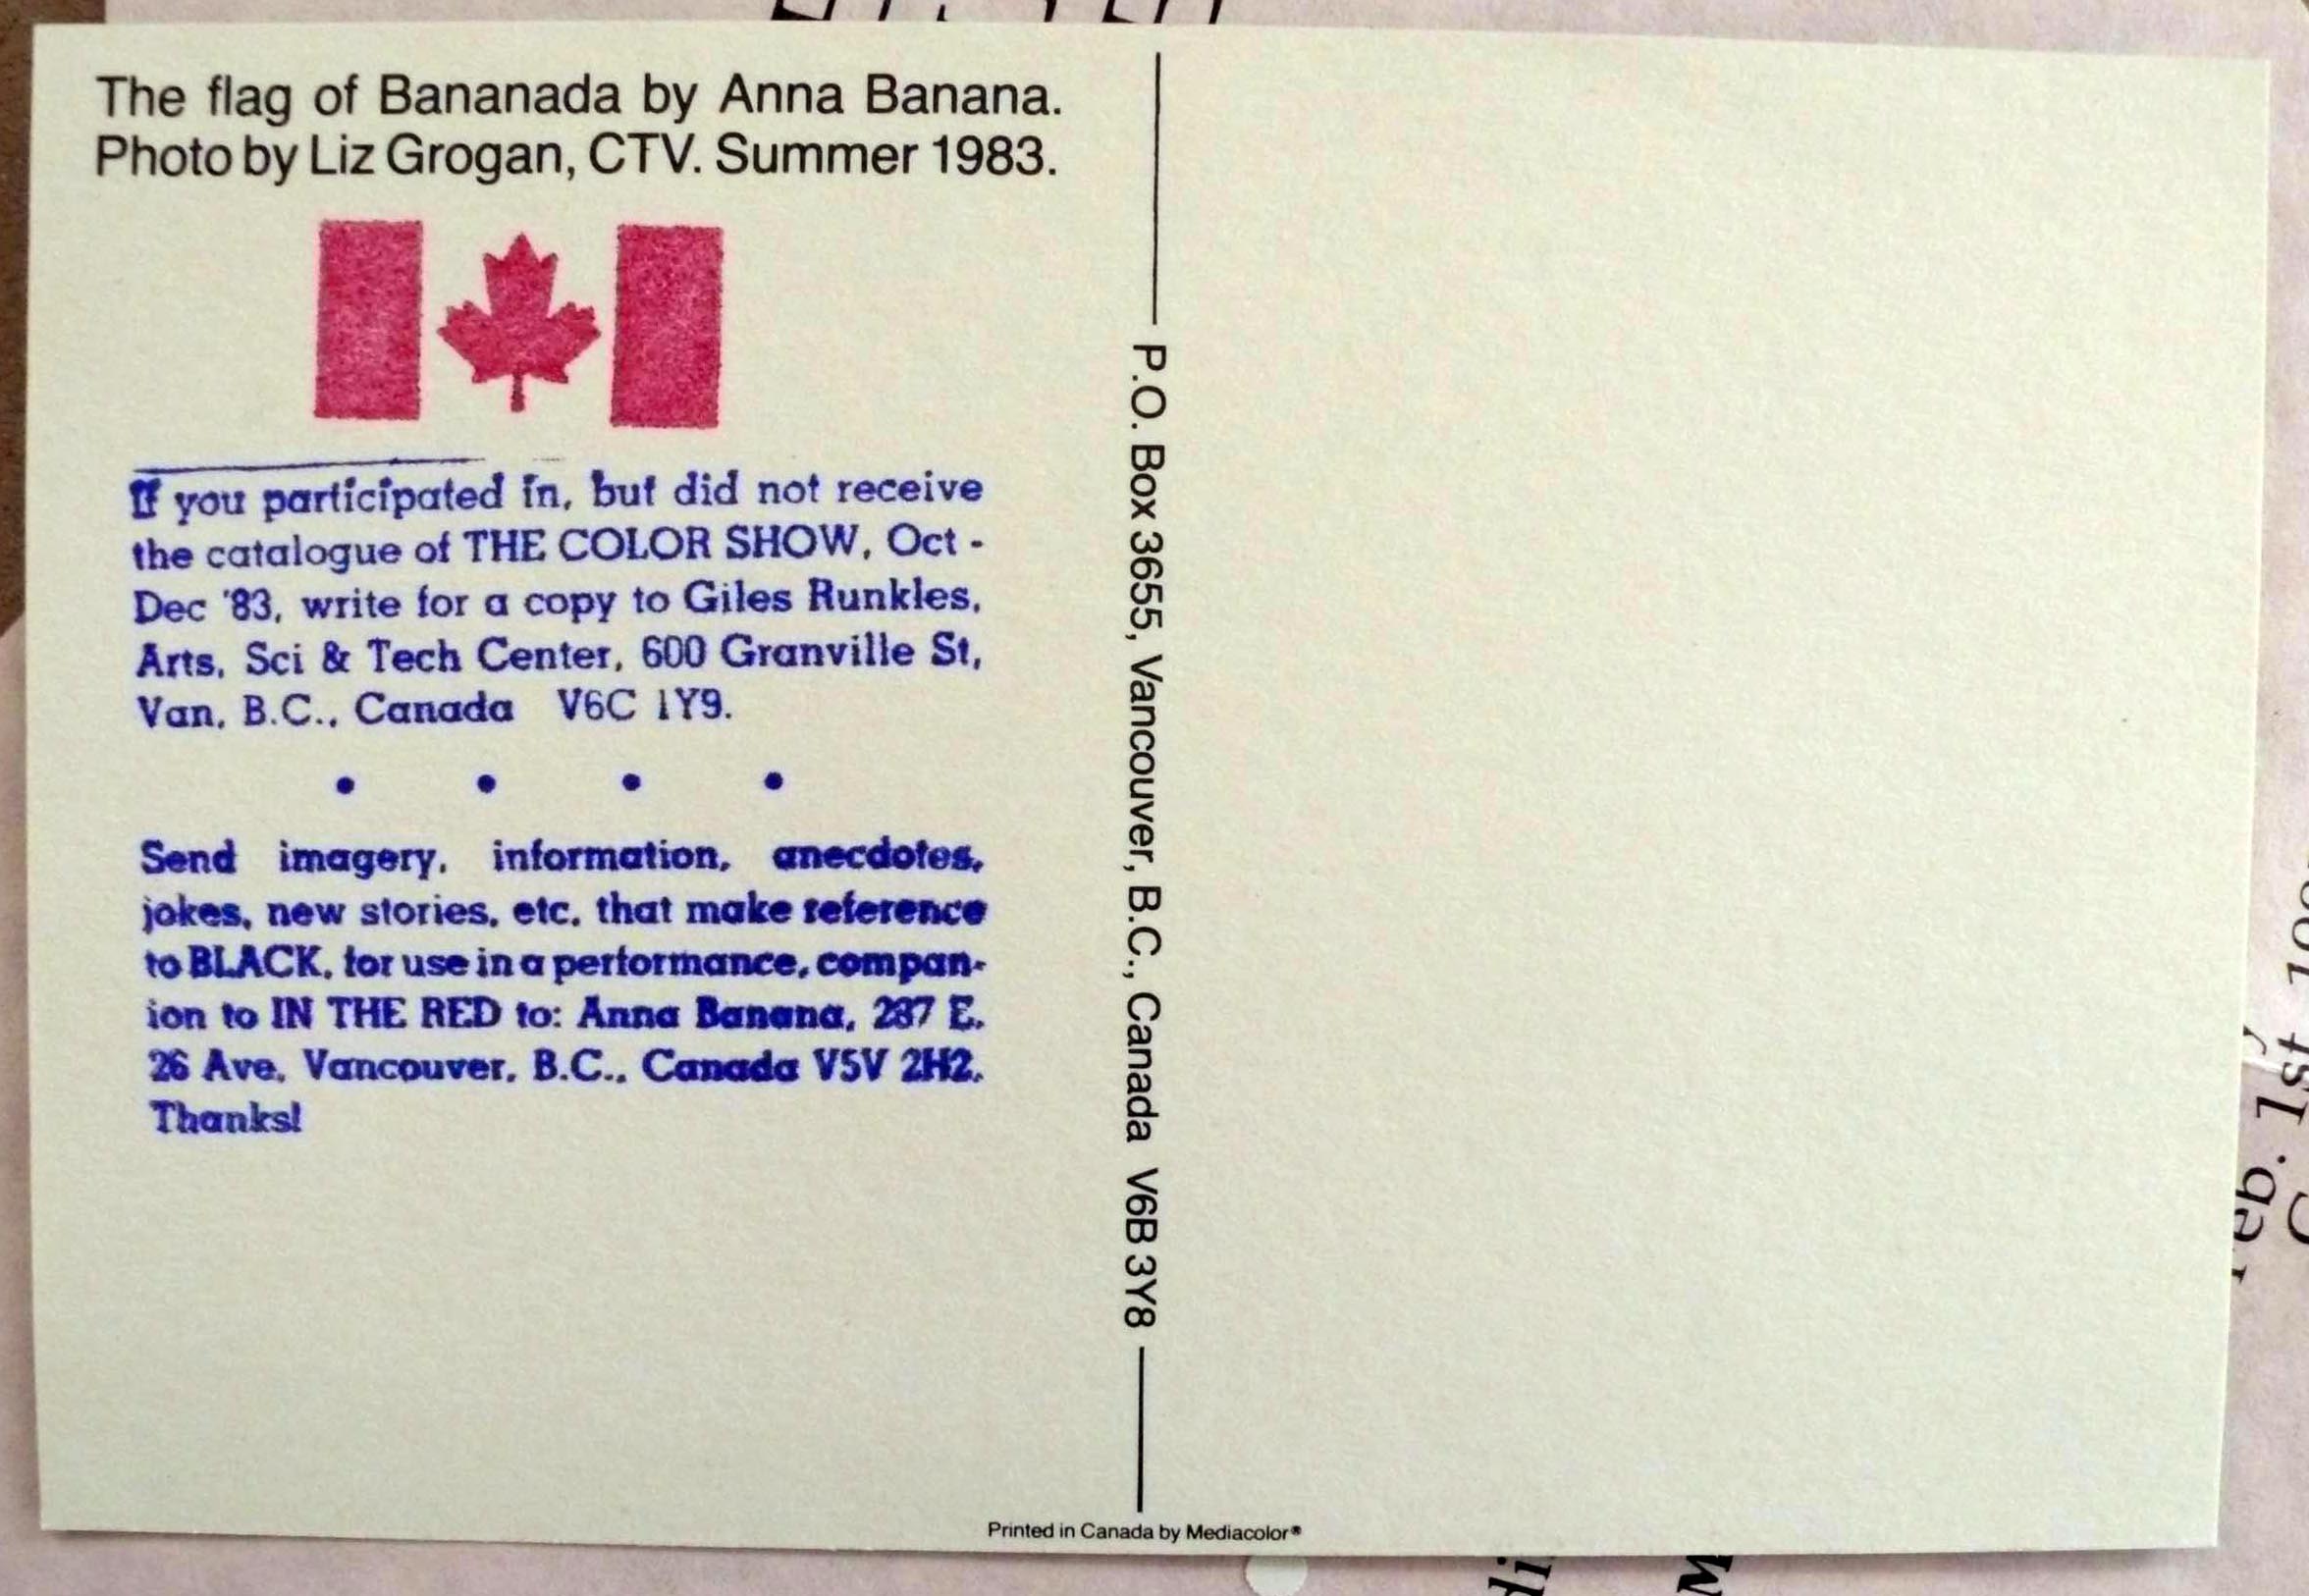 The flag of Bananada by Anna Banana.
Photo by Liz Grogan, CTV. Summer 1983.
If you participated in, but did not receive
the catalogue of THE COLOR SHOW, Oct -
Dec '83, write for a copy to Giles Runkles,
Arts, Sci & Tech Center, 600 Granville St,
Van, B.C., Canada V6C 1Y9.
• • • •
Send imagery, information, anecdotes,
jokes, new stories, etc. that make reference
to BLACK, for use in a performance, compan-
ion to IN THE RED to: Anna Banana, 287 E.
26 Ave, Vancouver, B.C., Canada V5V 2H2.
Thanks!
P.O. Box 3655, Vancouver, B.C., Canada V6B 3Y8
Printed in Canada by Mediacolor®
1st